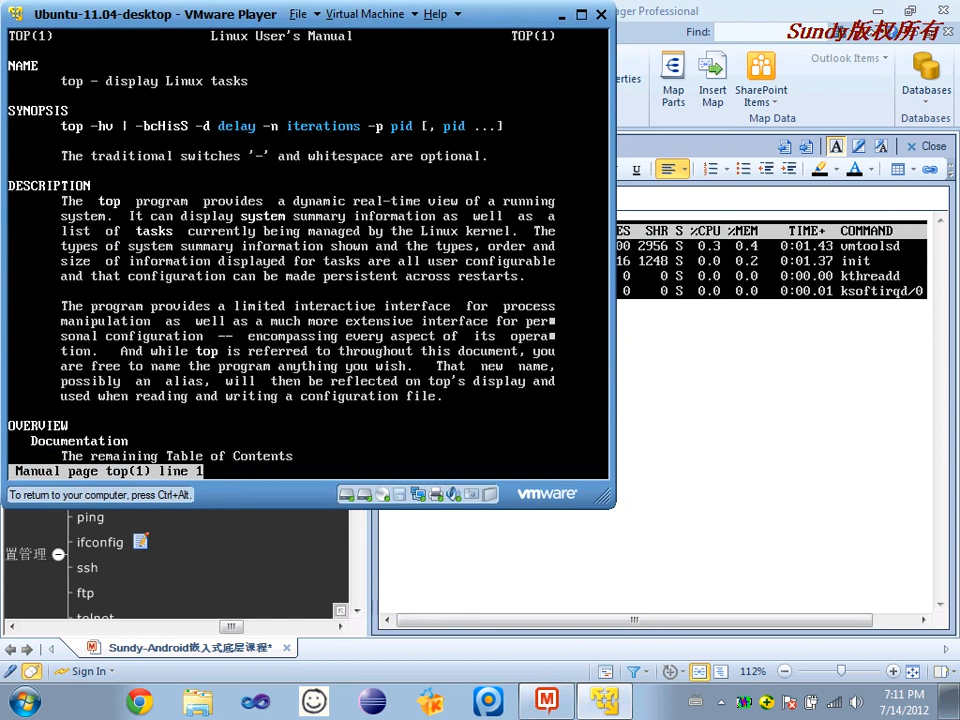 Ubuntu-11.04-desktop - VMware Player File Virtual Machine Help
ager Professional
Sundy版权所有
Find:
TOP(1) Linux User's Manual TOP(1)
NAME
top - display Linux tasks
SYNOPSIS
top -hv | -bcHisS -d delay -n iterations -p pid [, pid ...]
The traditional switches '-' and whitespace are optional.
DESCRIPTION
The top program provides a dynamic real-time view of a running
system. It can display system summary information as well as a
list of tasks currently being managed by the Linux kernel. The
types of system summary information shown and the types, order and
size of information displayed for tasks are all user configurable
and that configuration can be made persistent across restarts.
The program provides a limited interactive interface for process
manipulation as well as a much more extensive interface for per
sonal configuration -- encompassing every aspect of its opera
tion. And while top is referred to throughout this document, you
are free to name the program anything you wish. That new name,
possibly an alias, will then be reflected on top's display and
used when reading and writing a configuration file.
OVERVIEW
Documentation
The remaining Table of Contents
Manual page top(1) line 1
To return to your computer, press Ctrl+Alt.
vmware
perties
Map Parts
Insert Map
SharePoint Items
Outlook Items
Databases
Map Data
Databases
Close
ES SHR S %CPU %MEM TIME+ COMMAND
00 2956 S 0.3 0.4 0:01.43 vmtoolsd
16 1248 S 0.0 0.2 0:01.37 init
0 0 S 0.0 0.0 0:00.00 kthreadd
0 0 S 0.0 0.0 0:00.01 ksoftirqd/0
ping
ifconfig
置管理
ssh
ftp
telnet
Sundy-Android嵌入式底层课程*
Sign In
112%
7:11 PM
7/14/2012